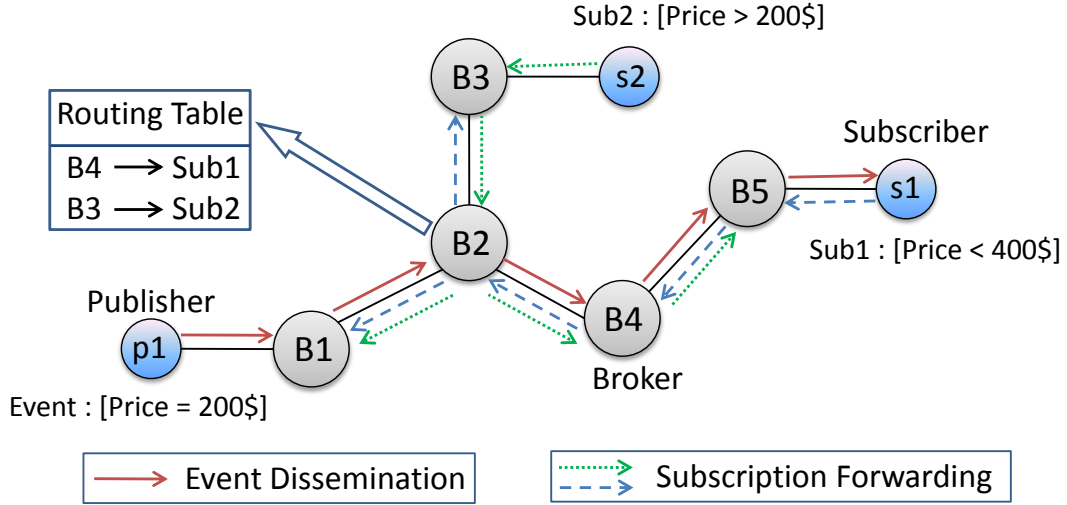 Sub2 : [Price > 200$]
B3
s2
Routing Table
B4 → Sub1
B3 → Sub2
Subscriber
B5
s1
B2
Sub1 : [Price < 400$]
Publisher
p1
B1
B4
Broker
Event : [Price = 200$]
Event Dissemination
Subscription Forwarding